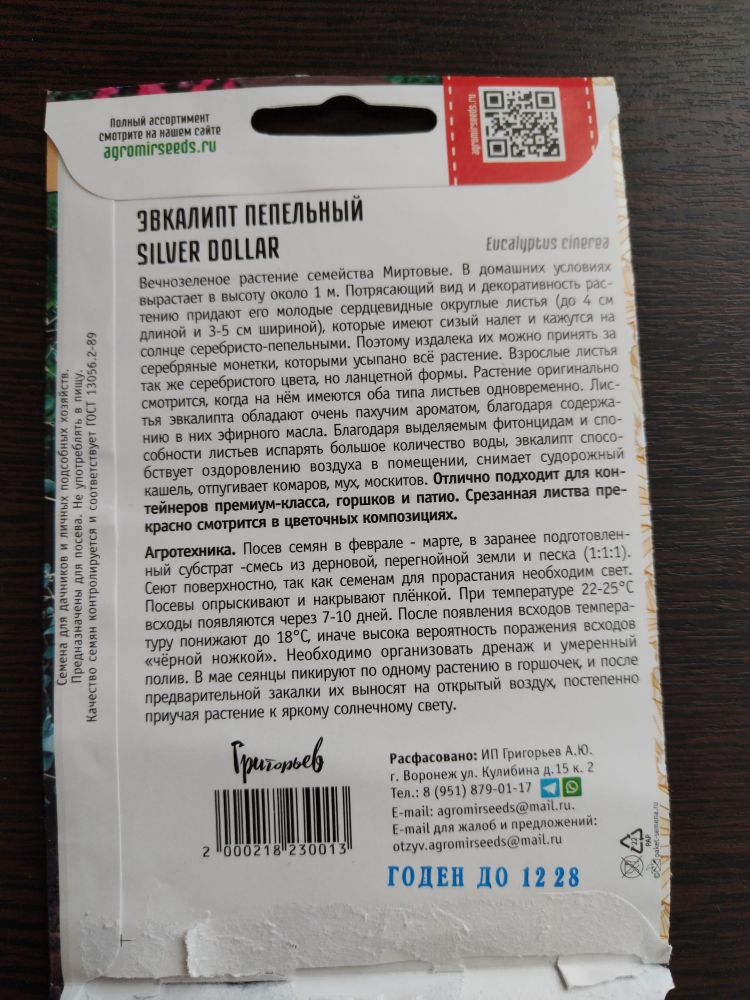 Полный ассортимент
смотрите на нашем сайте
agromirseeds.ru
agromirseeds.ru
ЭВКАЛИПТ ПЕПЕЛЬНЫЙ
SILVER DOLLAR
Eucalyptus cinerea
Вечнозеленое растение семейства Миртовые. В домашних условиях
вырастает в высоту около 1 м. Потрясающий вид и декоративность рас-
тению придают его молодые сердцевидные округлые листья (до 4 см
длиной и 3-5 см шириной), которые имеют сизый налет и кажутся на
солнце серебристо-пепельными. Поэтому издалека их можно принять за
серебряные монетки, которыми усыпано всё растение. Взрослые листья
так же серебристого цвета, но ланцетной формы. Растение оригинально
смотрится, когда на нём имеются оба типа листьев одновременно. Лис-
тья эвкалипта обладают очень пахучим ароматом, благодаря содержа-
нию в них эфирного масла. Благодаря выделяемым фитонцидам и спо-
собности листьев испарять большое количество воды, эвкалипт спосо-
бствует оздоровлению воздуха в помещении, снимает судорожный
кашель, отпугивает комаров, мух, москитов. Отлично подходит для кон-
тейнеров премиум-класса, горшков и патио. Срезанная листва пре-
красно смотрится в цветочных композициях.
Агротехника. Посев семян в феврале - марте, в заранее подготовлен-
ный субстрат -смесь из дерновой, перегнойной земли и песка (1:1:1).
Сеют поверхностно, так как семенам для прорастания необходим свет.
Посевы опрыскивают и накрывают плёнкой. При температуре 22-25°С
всходы появляются через 7-10 дней. После появления всходов темпера-
туру понижают до 18°С, иначе высока вероятность поражения всходов
«чёрной ножкой». Необходимо организовать дренаж и умеренный
полив. В мае сеянцы пикируют по одному растению в горшочек, и после
предварительной закалки их выносят на открытый воздух, постепенно
приучая растение к яркому солнечному свету.
Семена для дачников и личных подсобных хозяйств.
Предназначены для посева. Не употреблять в пищу.
Качество семян контролируется и соответствует ГОСТ 13056.2-89
Григорьев
2 000218 230013
Расфасовано: ИП Григорьев А.Ю.
г. Воронеж ул. Кулибина д.15 к. 2
Тел.: 8 (951) 879-01-17
E-mail: agromirseeds@mail.ru.
E-mail для жалоб и предложений:
otzyv.agromirseeds@mail.ru
ГОДЕН ДО 12 28
22
PAP
© paket-semena.ru